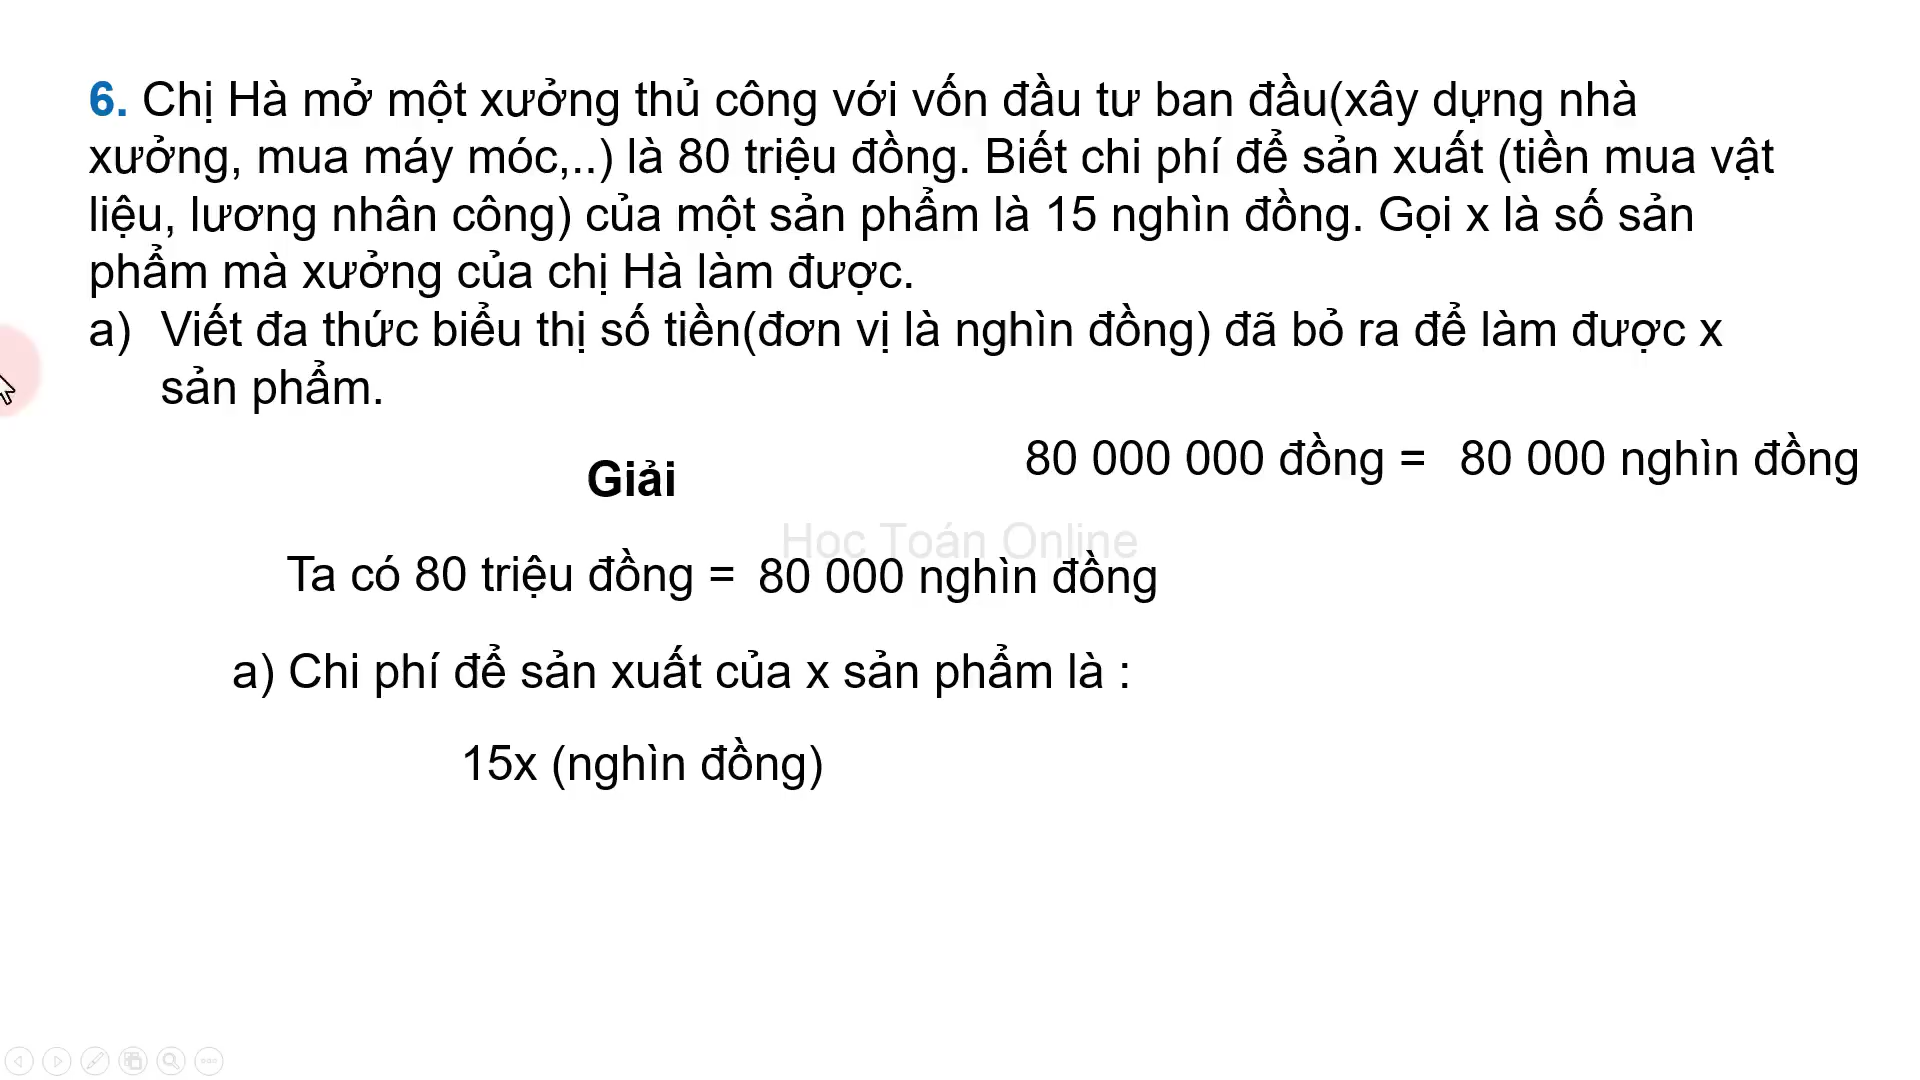 6. Chị Hà mở một xưởng thủ công với vốn đầu tư ban đầu(xây dựng nhà
xưởng, mua máy móc,..) là 80 triệu đồng. Biết chi phí để sản xuất (tiền mua vật
liệu, lương nhân công) của một sản phẩm là 15 nghìn đồng. Gọi x là số sản
phẩm mà xưởng của chị Hà làm được.
a) Viết đa thức biểu thị số tiền(đơn vị là nghìn đồng) đã bỏ ra để làm được x
sản phẩm.
80 000 000 đồng = 80 000 nghìn đồng
Giải
Học Toán Online
Ta có 80 triệu đồng = 80 000 nghìn đồng
a) Chi phí để sản xuất của x sản phẩm là :
15x (nghìn đồng)